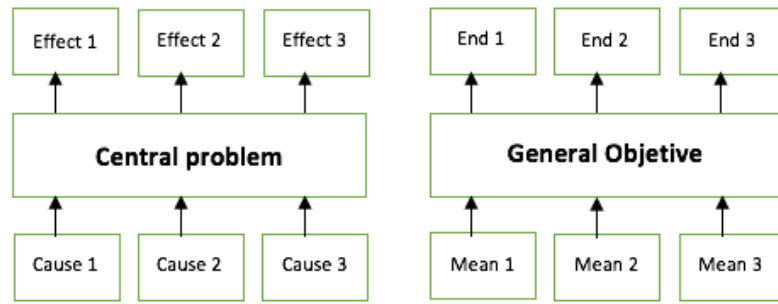 Effect 1
Effect 2
Effect 3
Central problem
Cause 1
Cause 2
Cause 3
End 1
End 2
End 3
General Objetive
Mean 1
Mean 2
Mean 3